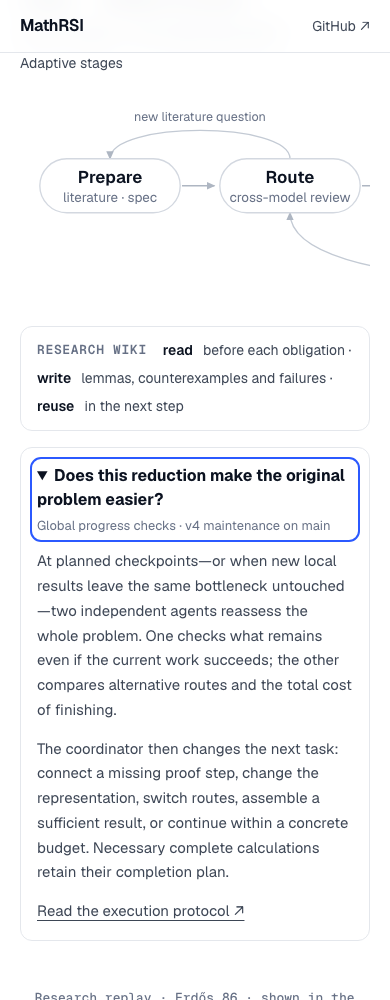 MathRSI
GitHub ↗
Adaptive stages
new literature question
Prepare
literature · spec
Route
cross-model review
RESEARCH WIKI read before each obligation ·
write lemmas, counterexamples and failures ·
reuse in the next step
▼ Does this reduction make the original
problem easier?
Global progress checks · v4 maintenance on main
At planned checkpoints—or when new local
results leave the same bottleneck untouched
—two independent agents reassess the
whole problem. One checks what remains
even if the current work succeeds; the other
compares alternative routes and the total cost
of finishing.
The coordinator then changes the next task:
connect a missing proof step, change the
representation, switch routes, assemble a
sufficient result, or continue within a concrete
budget. Necessary complete calculations
retain their completion plan.
Read the execution protocol ↗
Research replay · Erdős 86 · shown in the